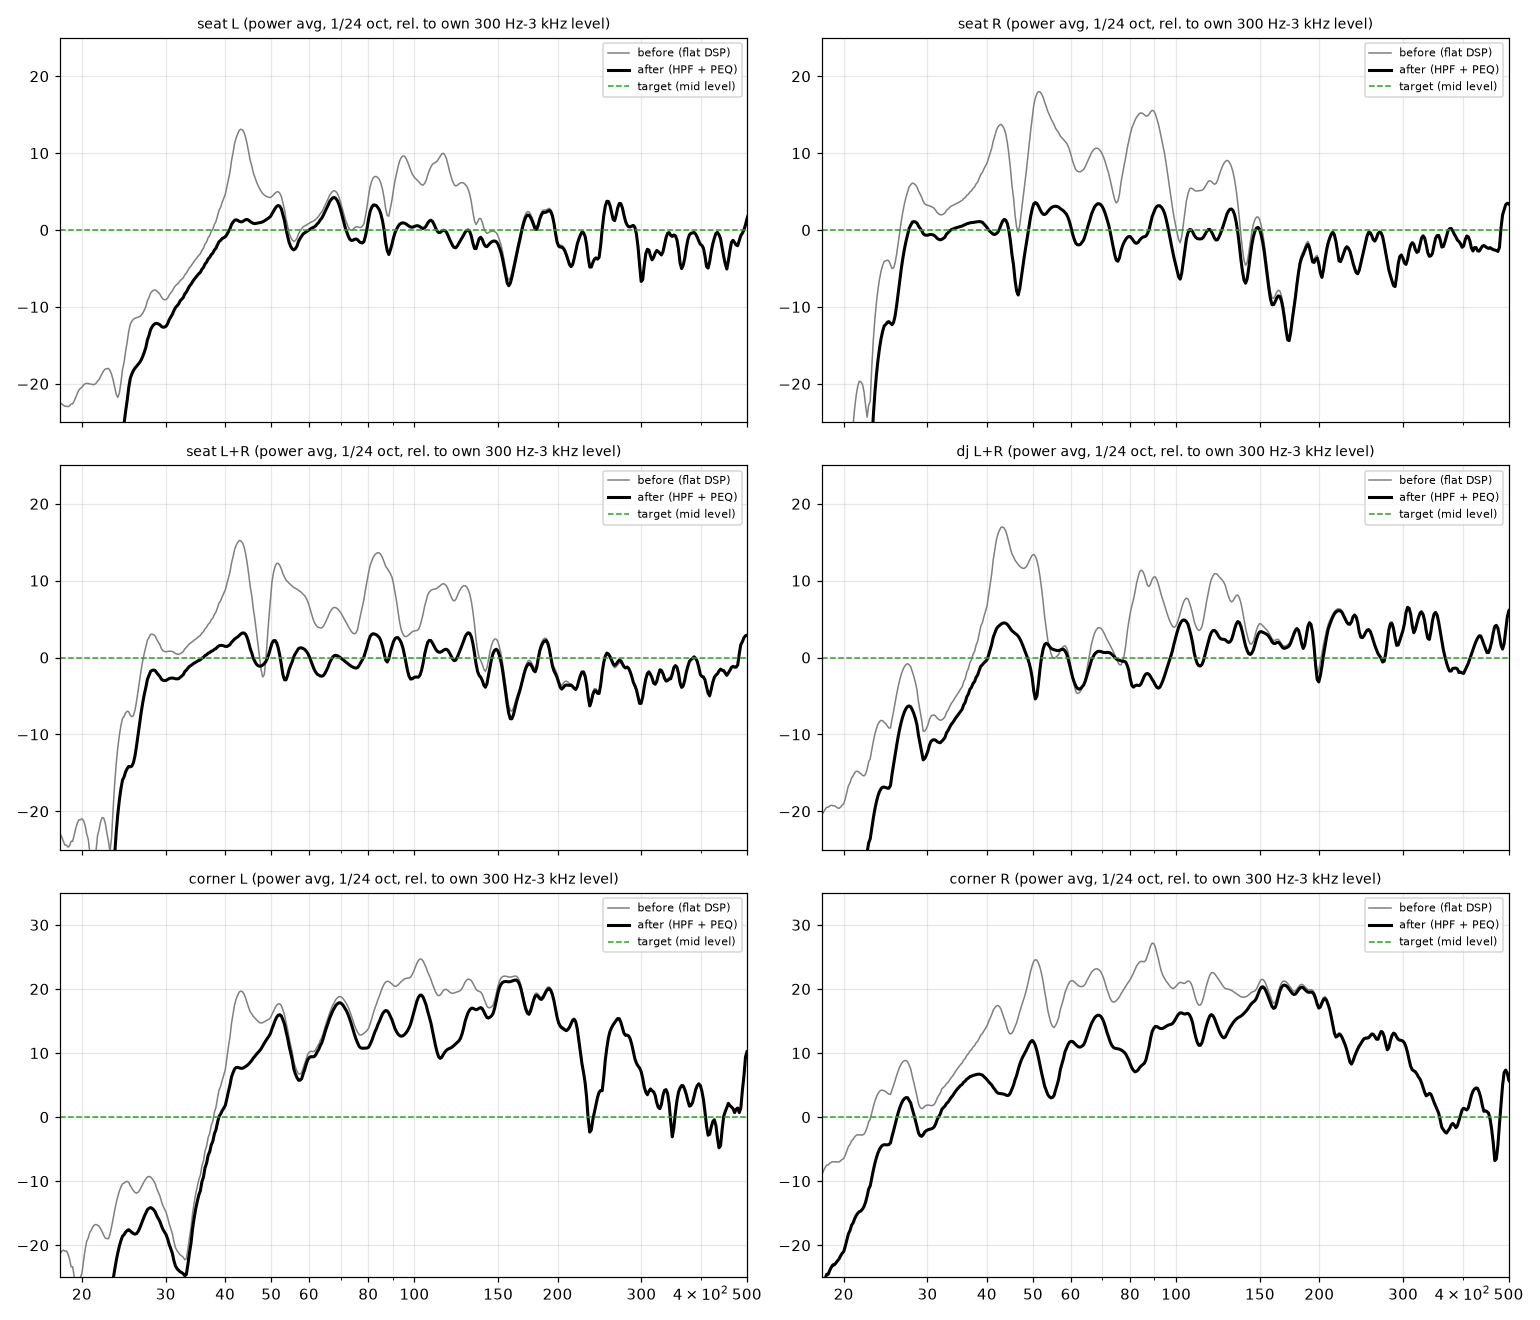 seat L (power avg, 1/24 oct, rel. to own 300 Hz-3 kHz level)
before (flat DSP)
after (HPF + PEQ)
target (mid level)
20
10
0
−10
−20
seat R (power avg, 1/24 oct, rel. to own 300 Hz-3 kHz level)
before (flat DSP)
after (HPF + PEQ)
target (mid level)
20
10
0
−10
−20
seat L+R (power avg, 1/24 oct, rel. to own 300 Hz-3 kHz level)
before (flat DSP)
after (HPF + PEQ)
target (mid level)
20
10
0
−10
−20
dj L+R (power avg, 1/24 oct, rel. to own 300 Hz-3 kHz level)
before (flat DSP)
after (HPF + PEQ)
target (mid level)
20
10
0
−10
−20
corner L (power avg, 1/24 oct, rel. to own 300 Hz-3 kHz level)
before (flat DSP)
after (HPF + PEQ)
target (mid level)
30
20
10
0
−10
−20
20 30 40 50 60 80 100 150 200 300 4 × 10² 500
corner R (power avg, 1/24 oct, rel. to own 300 Hz-3 kHz level)
before (flat DSP)
after (HPF + PEQ)
target (mid level)
30
20
10
0
−10
−20
20 30 40 50 60 80 100 150 200 300 4 × 10² 500